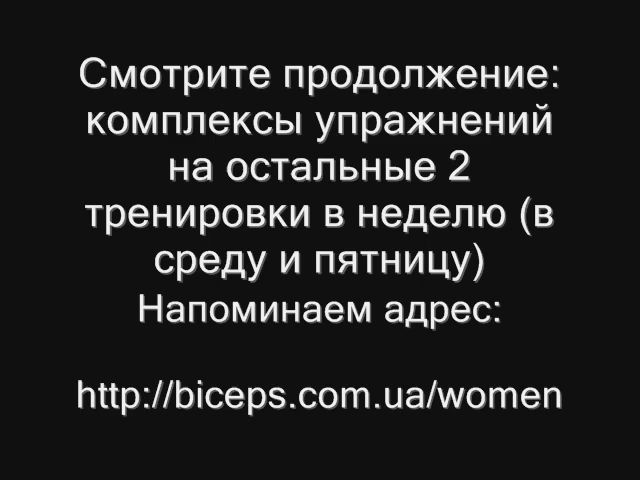 Смотрите продолжение:
комплексы упражнений
на остальные 2
тренировки в неделю (в
среду и пятницу)
Напоминаем адрес:
http://biceps.com.ua/women